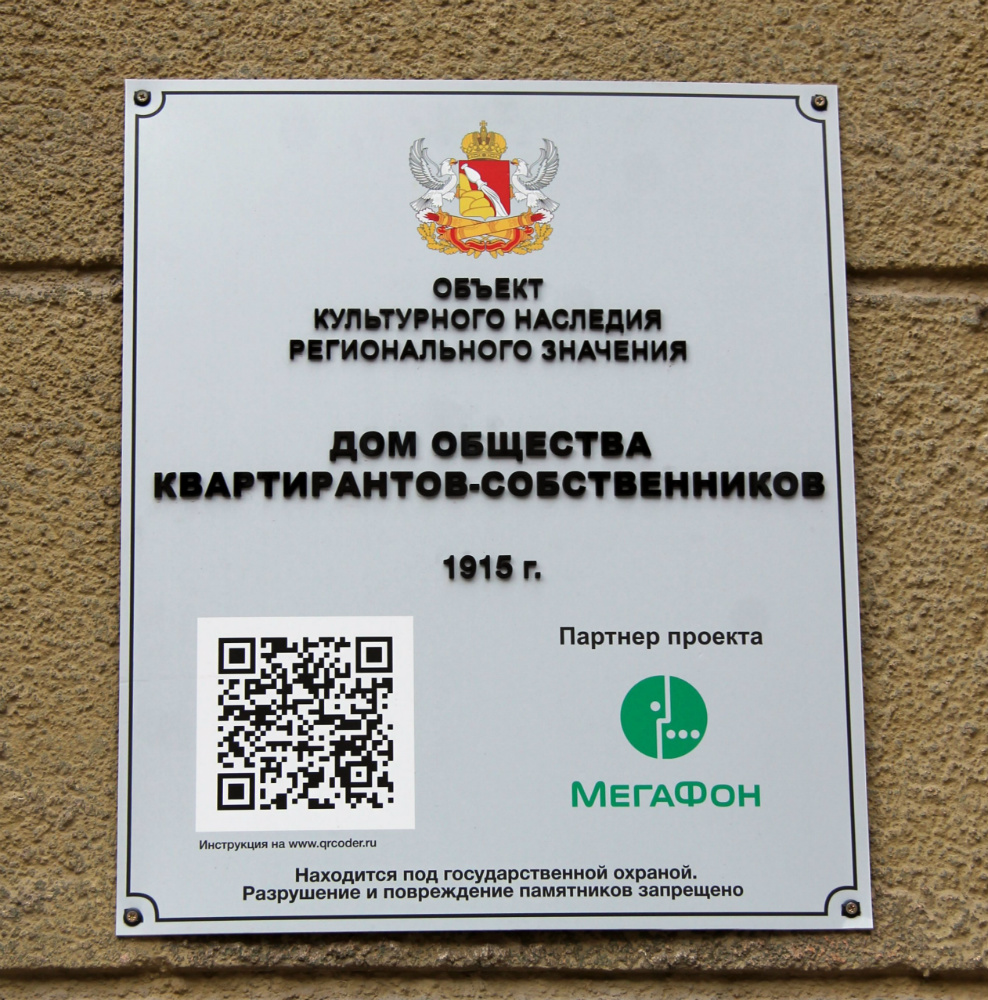 ОБЪЕКТ
КУЛЬТУРНОГО НАСЛЕДИЯ
РЕГИОНАЛЬНОГО ЗНАЧЕНИЯ
ДОМ ОБЩЕСТВА
КВАРТИРАНТОВ-СОБСТВЕННИКОВ
1915 г.
Партнер проекта
МЕГАФОН
Инструкция на www.qrcoder.ru
Находится под государственной охраной.
Разрушение и повреждение памятников запрещено